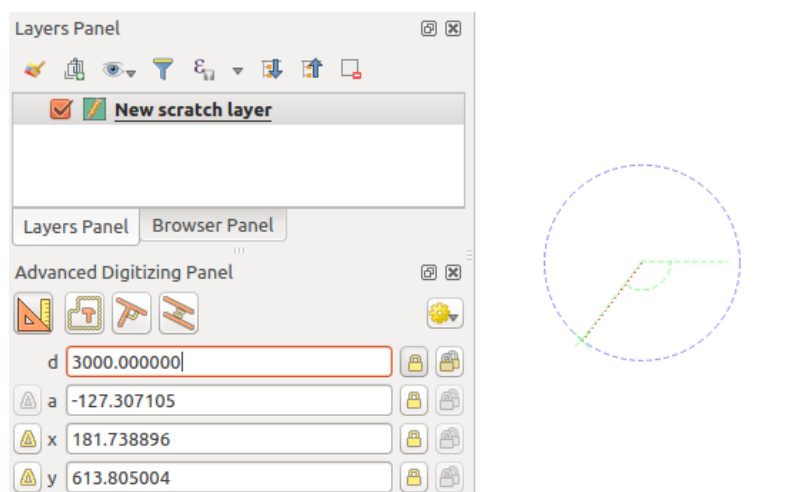 Layers Panel
New scratch layer
Layers Panel
Browser Panel
Advanced Digitizing Panel
d 3000.000000
a -127.307105
x 181.738896
y 613.805004